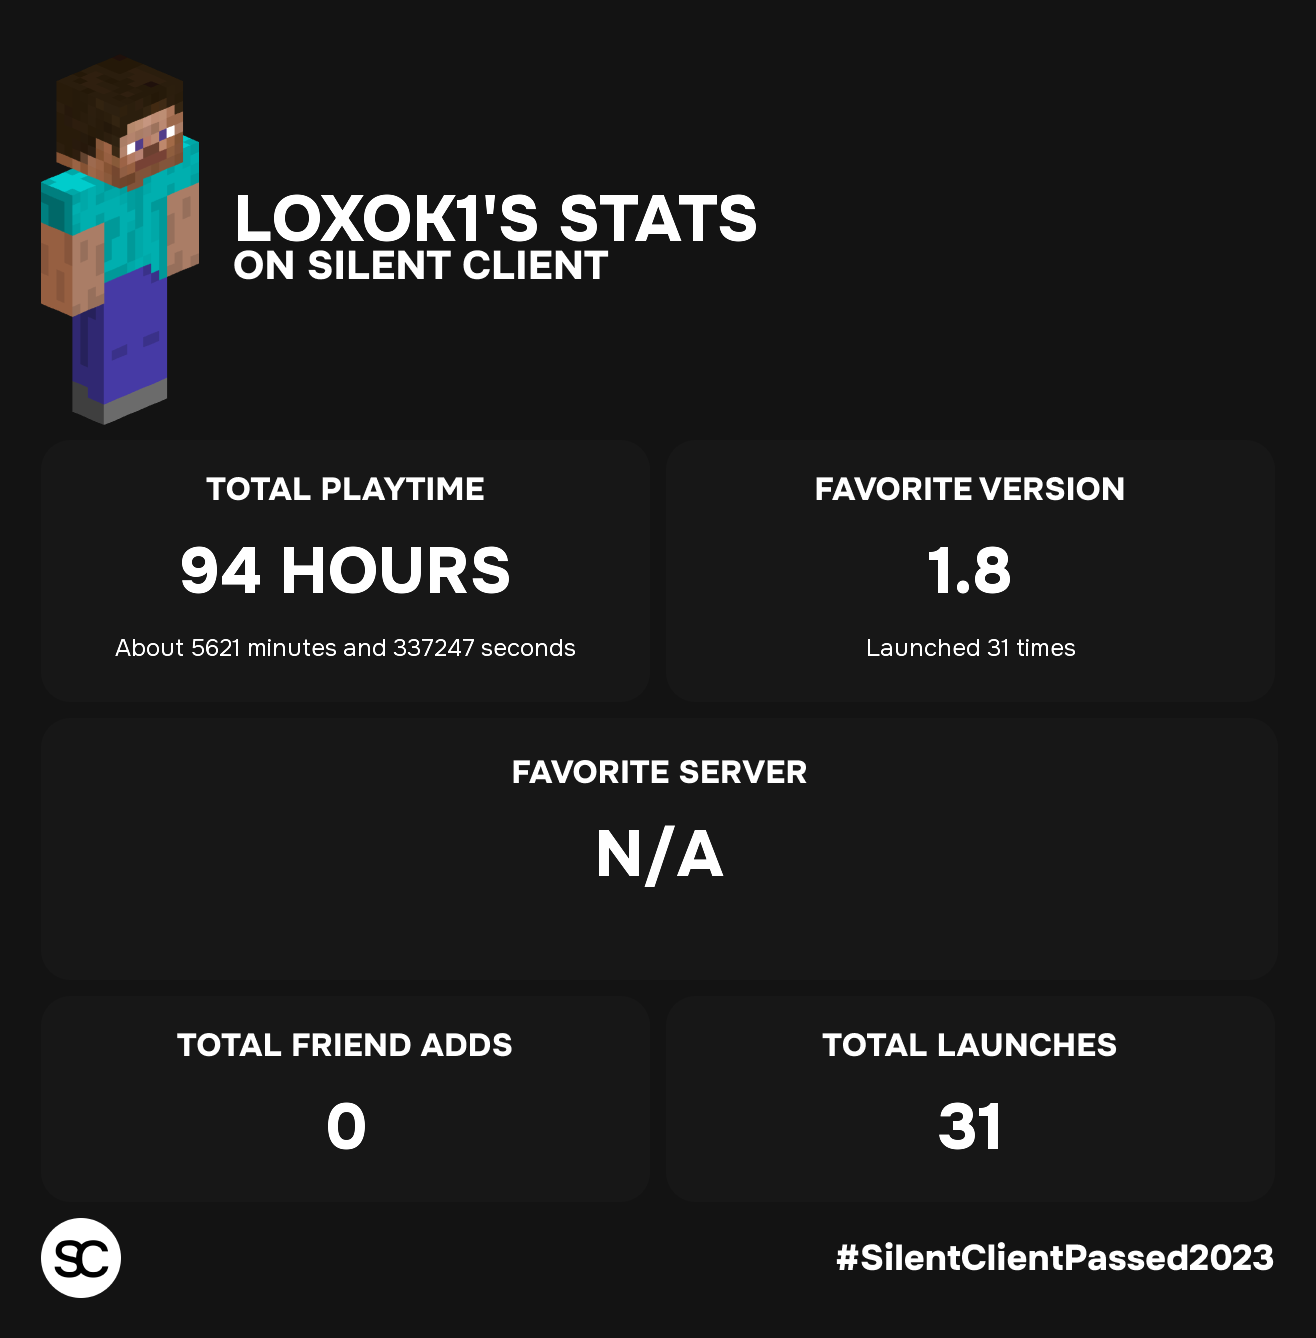 LOXOK1'S STATS
ON SILENT CLIENT
TOTAL PLAYTIME
94 HOURS
About 5621 minutes and 337247 seconds
FAVORITE VERSION
1.8
Launched 31 times
FAVORITE SERVER
N/A
TOTAL FRIEND ADDS
0
TOTAL LAUNCHES
31
SC
#SilentClientPassed2023